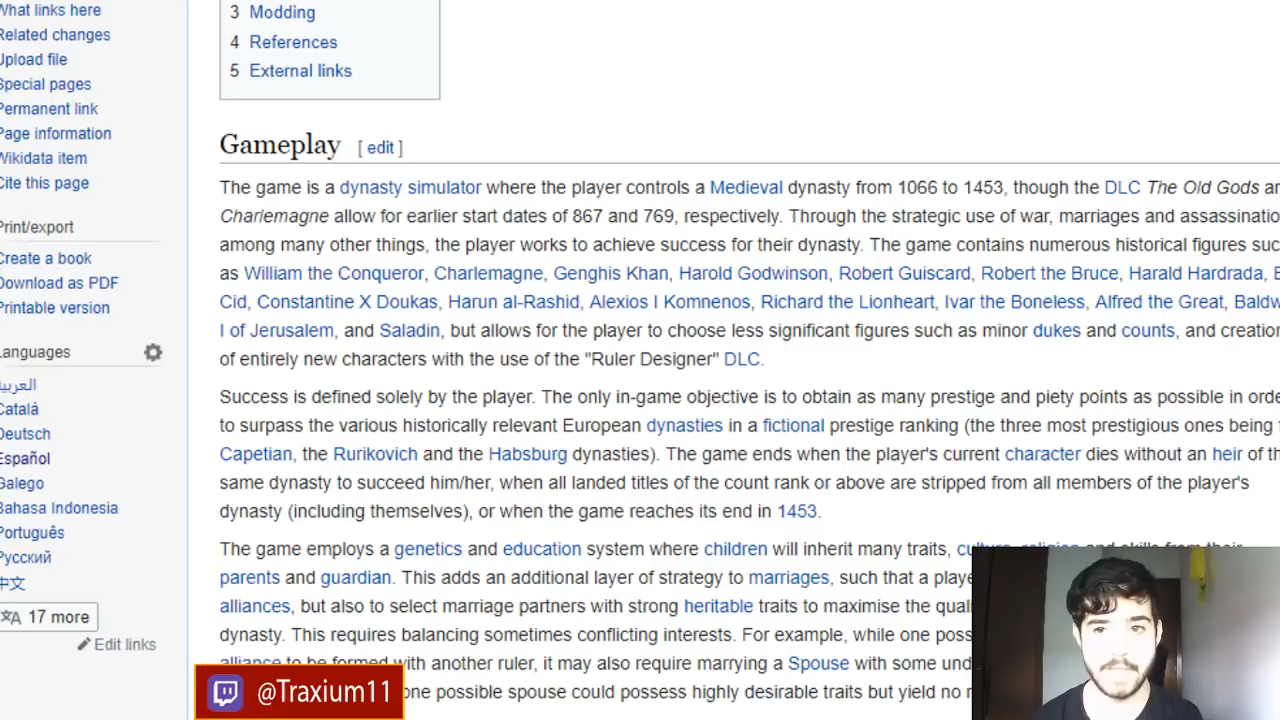 What links here
Related changes
Upload file
Special pages
Permanent link
Page information
Wikidata item
Cite this page
Print/export
Create a book
Download as PDF
Printable version
Languages
العربية
Català
Deutsch
Español
Galego
Bahasa Indonesia
Português
Русский
中文
17 more
Edit links
3 Modding
4 References
5 External links
Gameplay [ edit ]
The game is a dynasty simulator where the player controls a Medieval dynasty from 1066 to 1453, though the DLC The Old Gods
Charlemagne allow for earlier start dates of 867 and 769, respectively. Through the strategic use of war, marriages and
among many other things, the player works to achieve success for their dynasty. The game contains numerous historical figures
as William the Conqueror, Charlemagne, Genghis Khan, Harold Godwinson, Robert Guiscard, Robert the Bruce, Harald Hardrada,
Cid, Constantine X Doukas, Harun al-Rashid, Alexios I Komnenos, Richard the Lionheart, Ivar the Boneless, Alfred the Great,
I of Jerusalem, and Saladin, but allows for the player to choose less significant figures such as minor dukes and counts, and
of entirely new characters with the use of the "Ruler Designer" DLC.
Success is defined solely by the player. The only in-game objective is to obtain as many prestige and piety points as possible in
to surpass the various historically relevant European dynasties in a fictional prestige ranking (the three most prestigious ones being
Capetian, the Rurikovich and the Habsburg dynasties). The game ends when the player's current character dies without an heir of
same dynasty to succeed him/her, when all landed titles of the count rank or above are stripped from all members of the player's
dynasty (including themselves), or when the game reaches its end in 1453.
The game employs a genetics and education system where children will inherit many traits,
parents and guardian. This adds an additional layer of strategy to marriages, such that a
alliances, but also to select marriage partners with strong heritable traits to maximise the
dynasty. This requires balancing sometimes conflicting interests. For example, while one
alliance to be formed with another ruler, it may also require marrying a Spouse with some
one possible spouse could possess highly desirable traits but yield no
@Traxium11